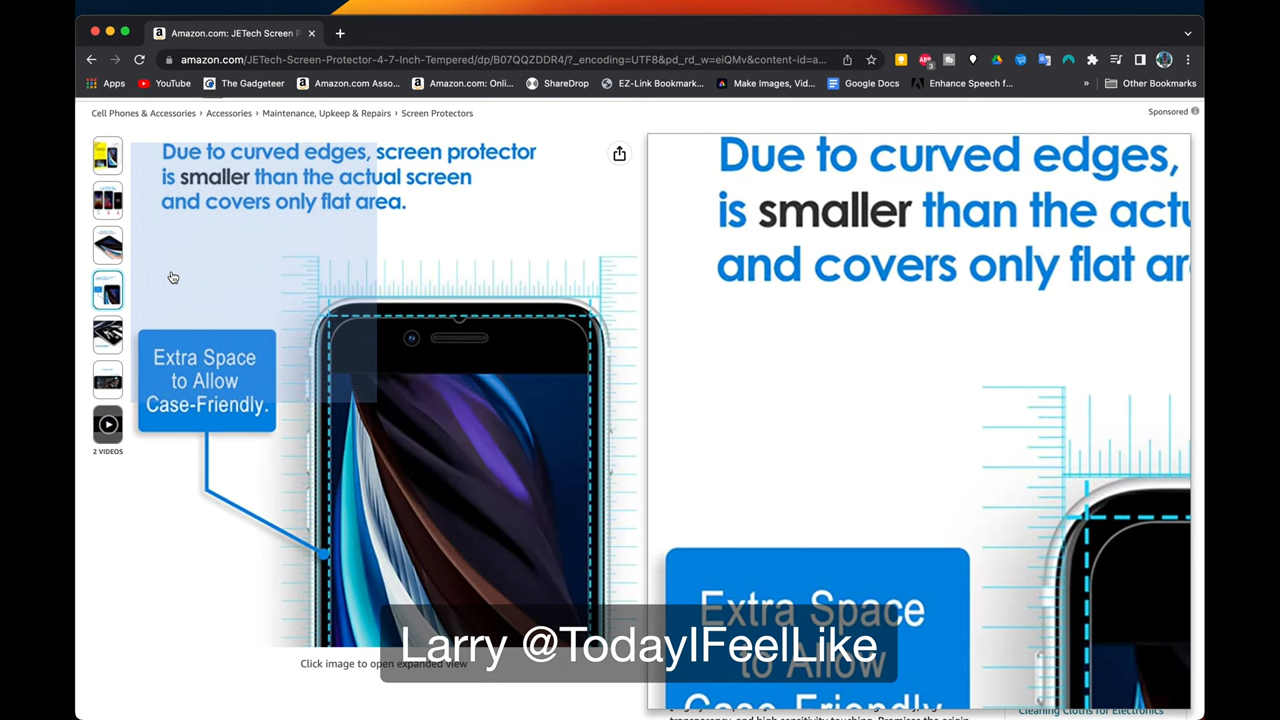 Amazon.com: JETech Screen P
amazon.com/JETech-Screen-Protector-4-7-Inch-Tempered/dp/B07QQZDDR4/?_encoding=UTF8&pd_rd_w=eiQMv&content-id=a...
Apps YouTube The Gadgeteer Amazon.com Asso... Amazon.com: Onli... ShareDrop EZ-Link Bookmark... Make Images, Vid... Google Docs Enhance Speech f... » Other Bookmarks
Cell Phones & Accessories › Accessories › Maintenance, Upkeep & Repairs › Screen Protectors
Sponsored
Due to curved edges, screen protector
is smaller than the actual screen
and covers only flat area.
Extra Space
to Allow
Case-Friendly.
2 VIDEOS
Click image to open expanded view
Due to curved edges,
is smaller than the actu
and covers only flat ar
Extra Space
to Allow
Case-Friendly
Larry @TodayIFeelLike
Cleaning Cloths for Electronics